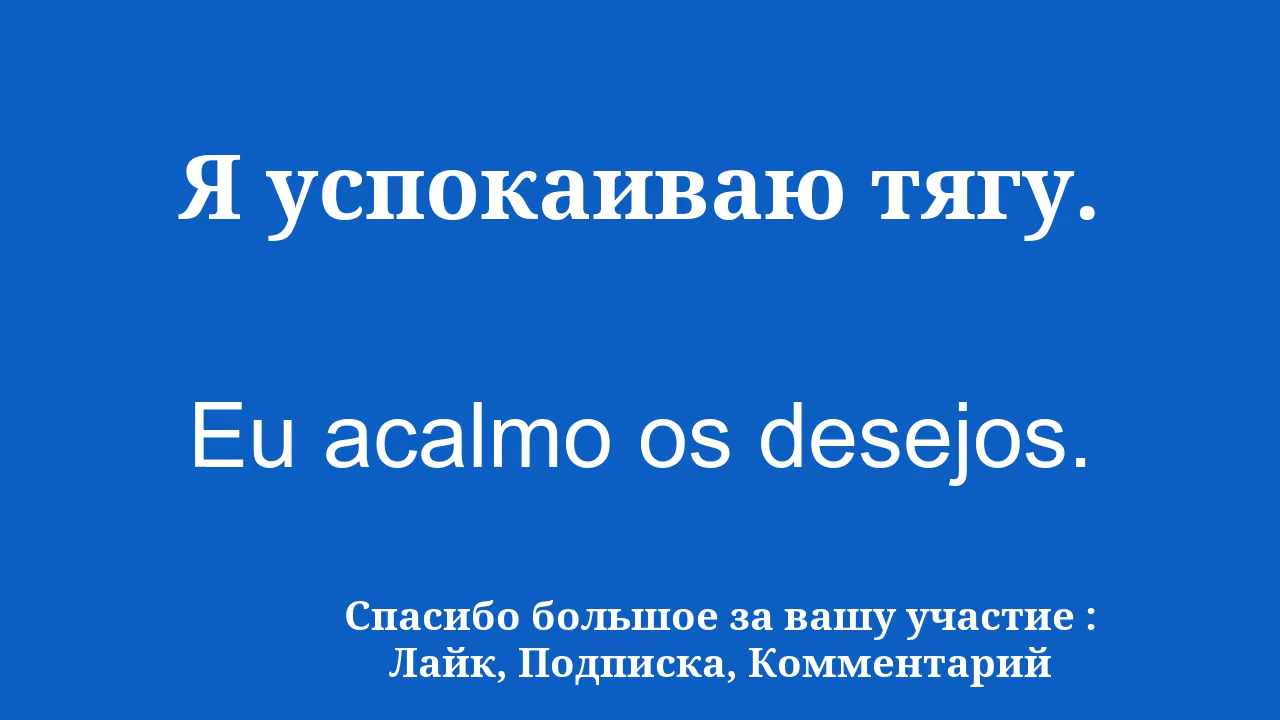 Я успокаиваю тягу.
Eu acalmo os desejos.
Спасибо большое за вашу участие :
Лайк, Подписка, Комментарий